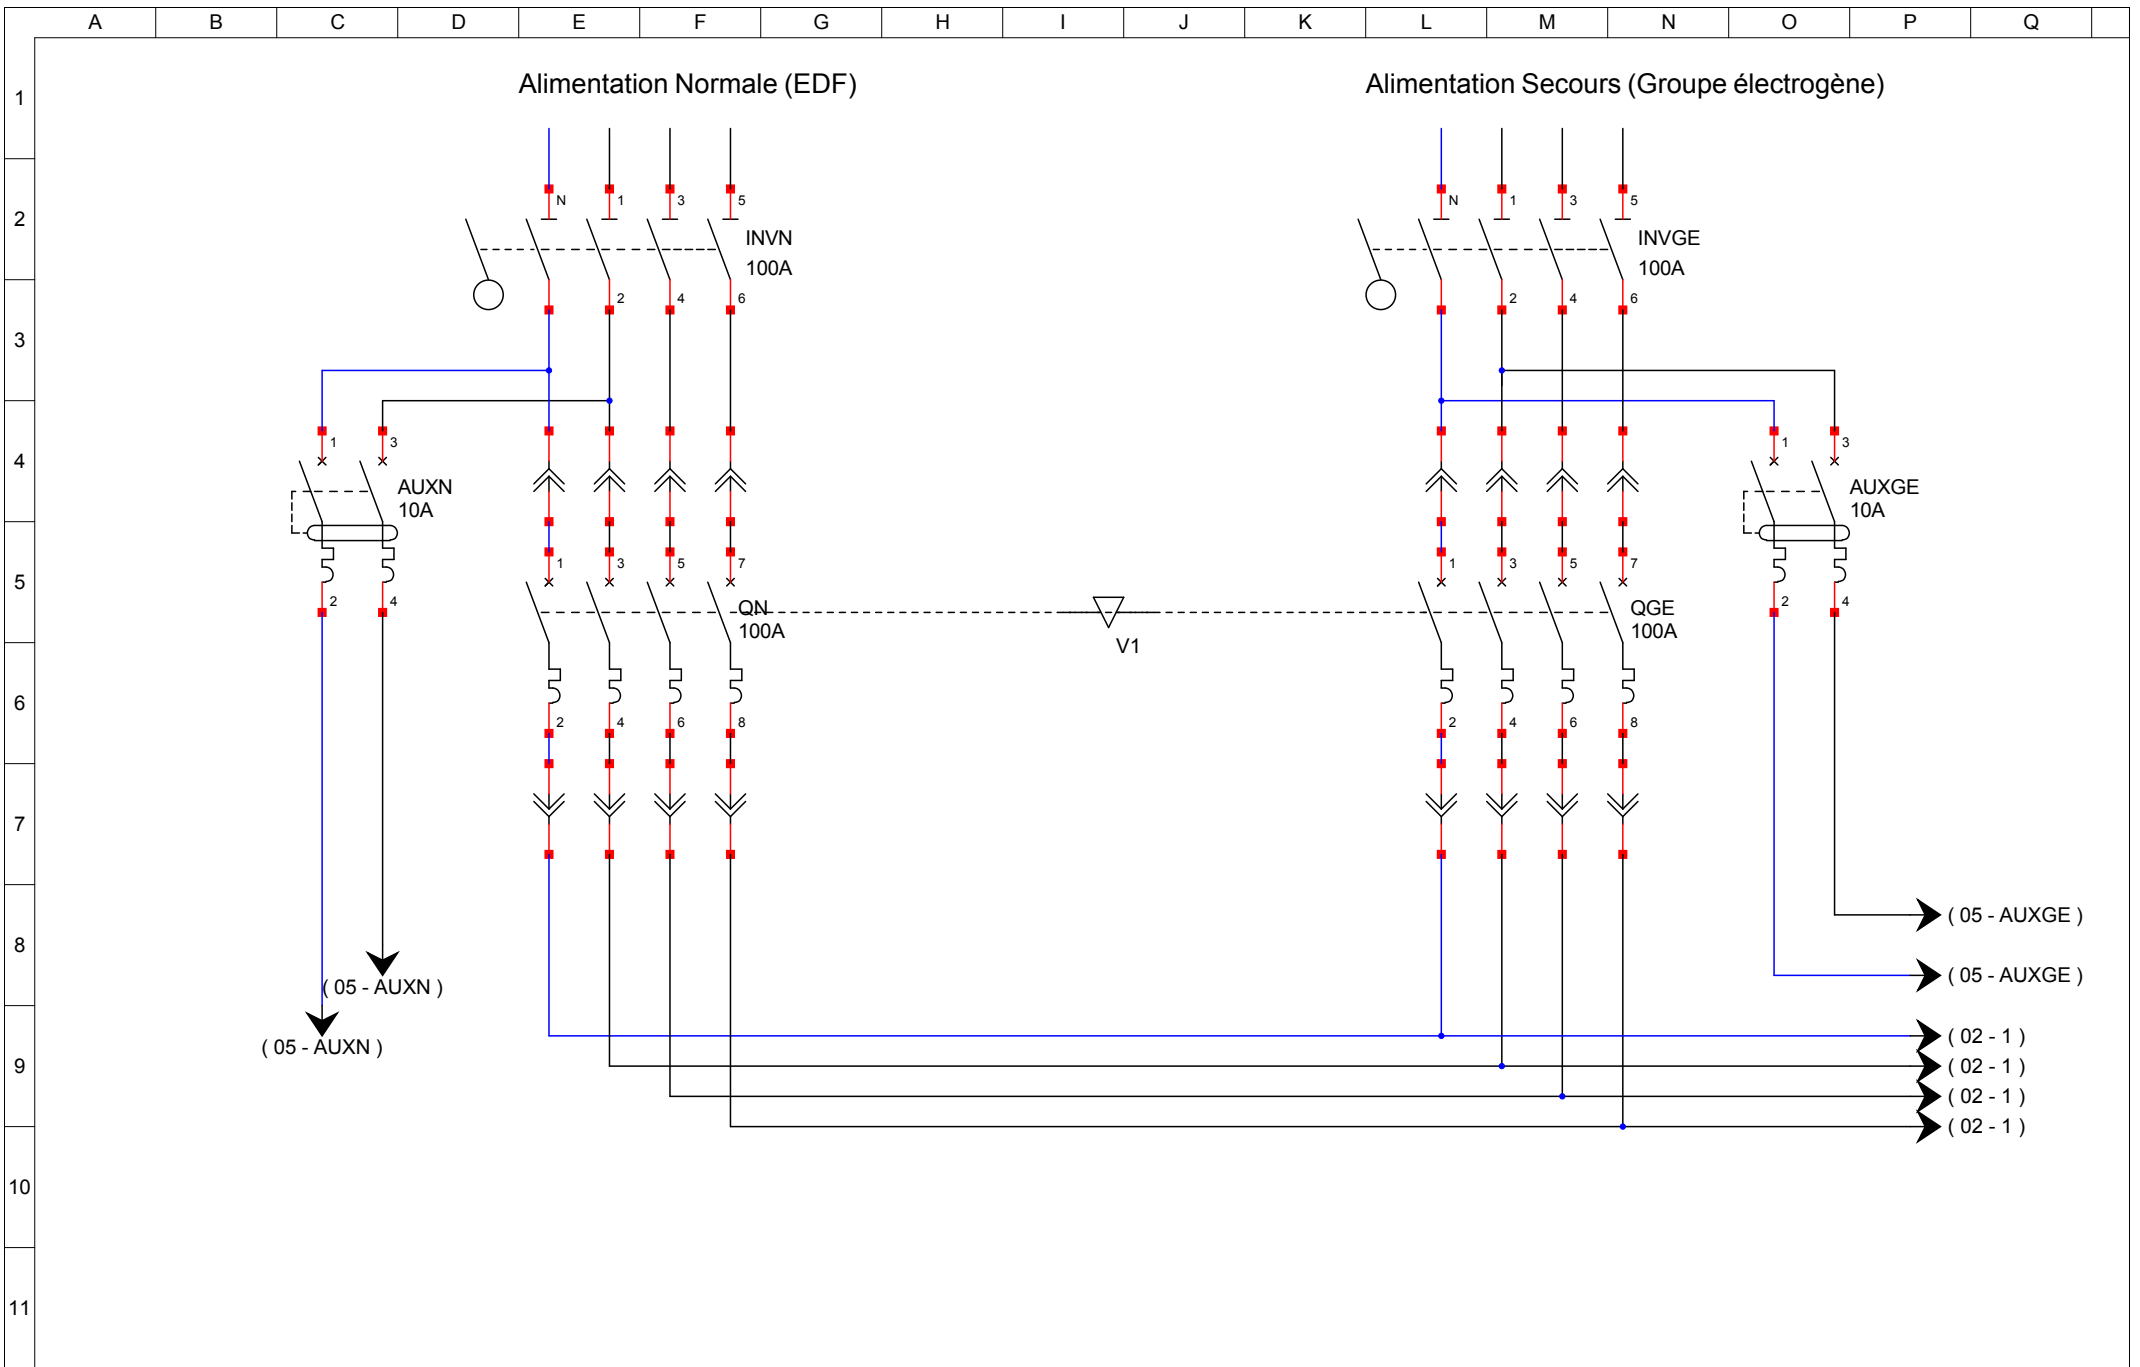 A B C D E F G H I J K L M N O P Q
1
Alimentation Normale (EDF) Alimentation Secours (Groupe électrogène)
2
N 1 3 5
INVN
100A
2 4 6
N 1 3 5
INVGE
100A
2 4 6
3
4
1 3
AUXN
10A
2 4
1 3
AUXGE
10A
2 4
5
1 3 5 7
QN
100A
V1
1 3 5 7
QGE
100A
6
2 4 6 8
2 4 6 8
7
8
( 05 - AUXGE )
( 05 - AUXGE )
( 05 - AUXN )
( 05 - AUXN )
9
( 02 - 1 )
( 02 - 1 )
( 02 - 1 )
( 02 - 1 )
10
11